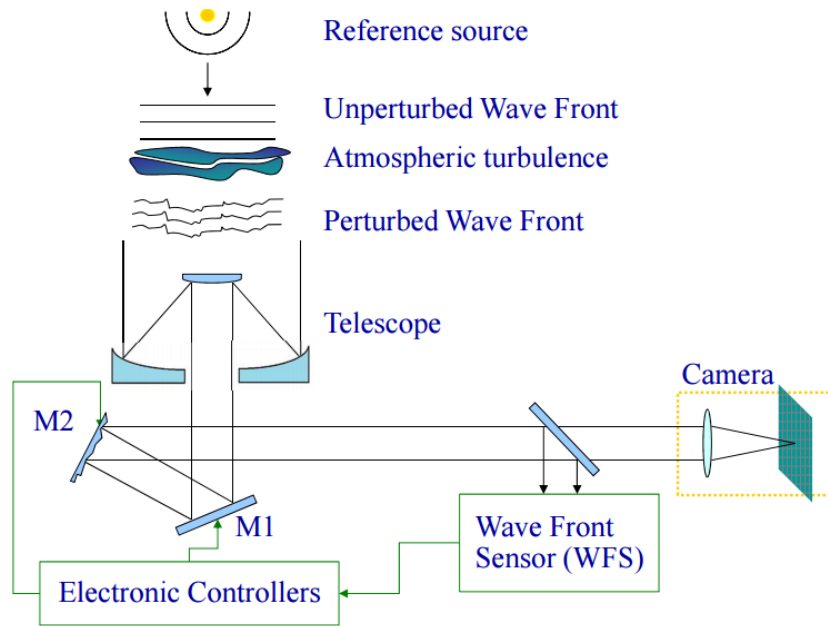 Reference source
Unperturbed Wave Front
Atmospheric turbulence
Perturbed Wave Front
Telescope
Camera
M2
M1
Wave Front
Sensor (WFS)
Electronic Controllers